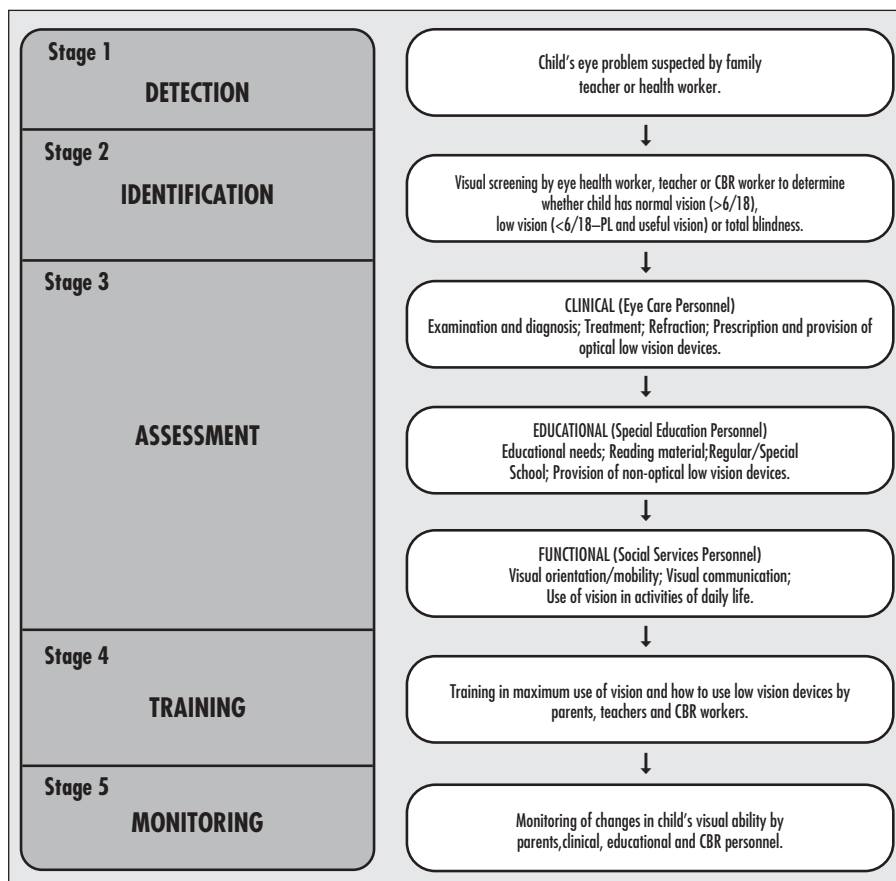 Stage 1
DETECTION
Child's eye problem suspected by family
teacher or health worker.
Stage 2
IDENTIFICATION
Visual screening by eye health worker, teacher or CBR worker to determine
whether child has normal vision (>6/18),
low vision (<6/18–PL and useful vision) or total blindness.
Stage 3
ASSESSMENT
CLINICAL (Eye Care Personnel)
Examination and diagnosis; Treatment; Refraction; Prescription and provision of
optical low vision devices.
EDUCATIONAL (Special Education Personnel)
Educational needs; Reading material;Regular/Special
School; Provision of non-optical low vision devices.
FUNCTIONAL (Social Services Personnel)
Visual orientation/mobility; Visual communication;
Use of vision in activities of daily life.
Stage 4
TRAINING
Training in maximum use of vision and how to use low vision devices by
parents, teachers and CBR workers.
Stage 5
MONITORING
Monitoring of changes in child's visual ability by
parents,clinical, educational and CBR personnel.